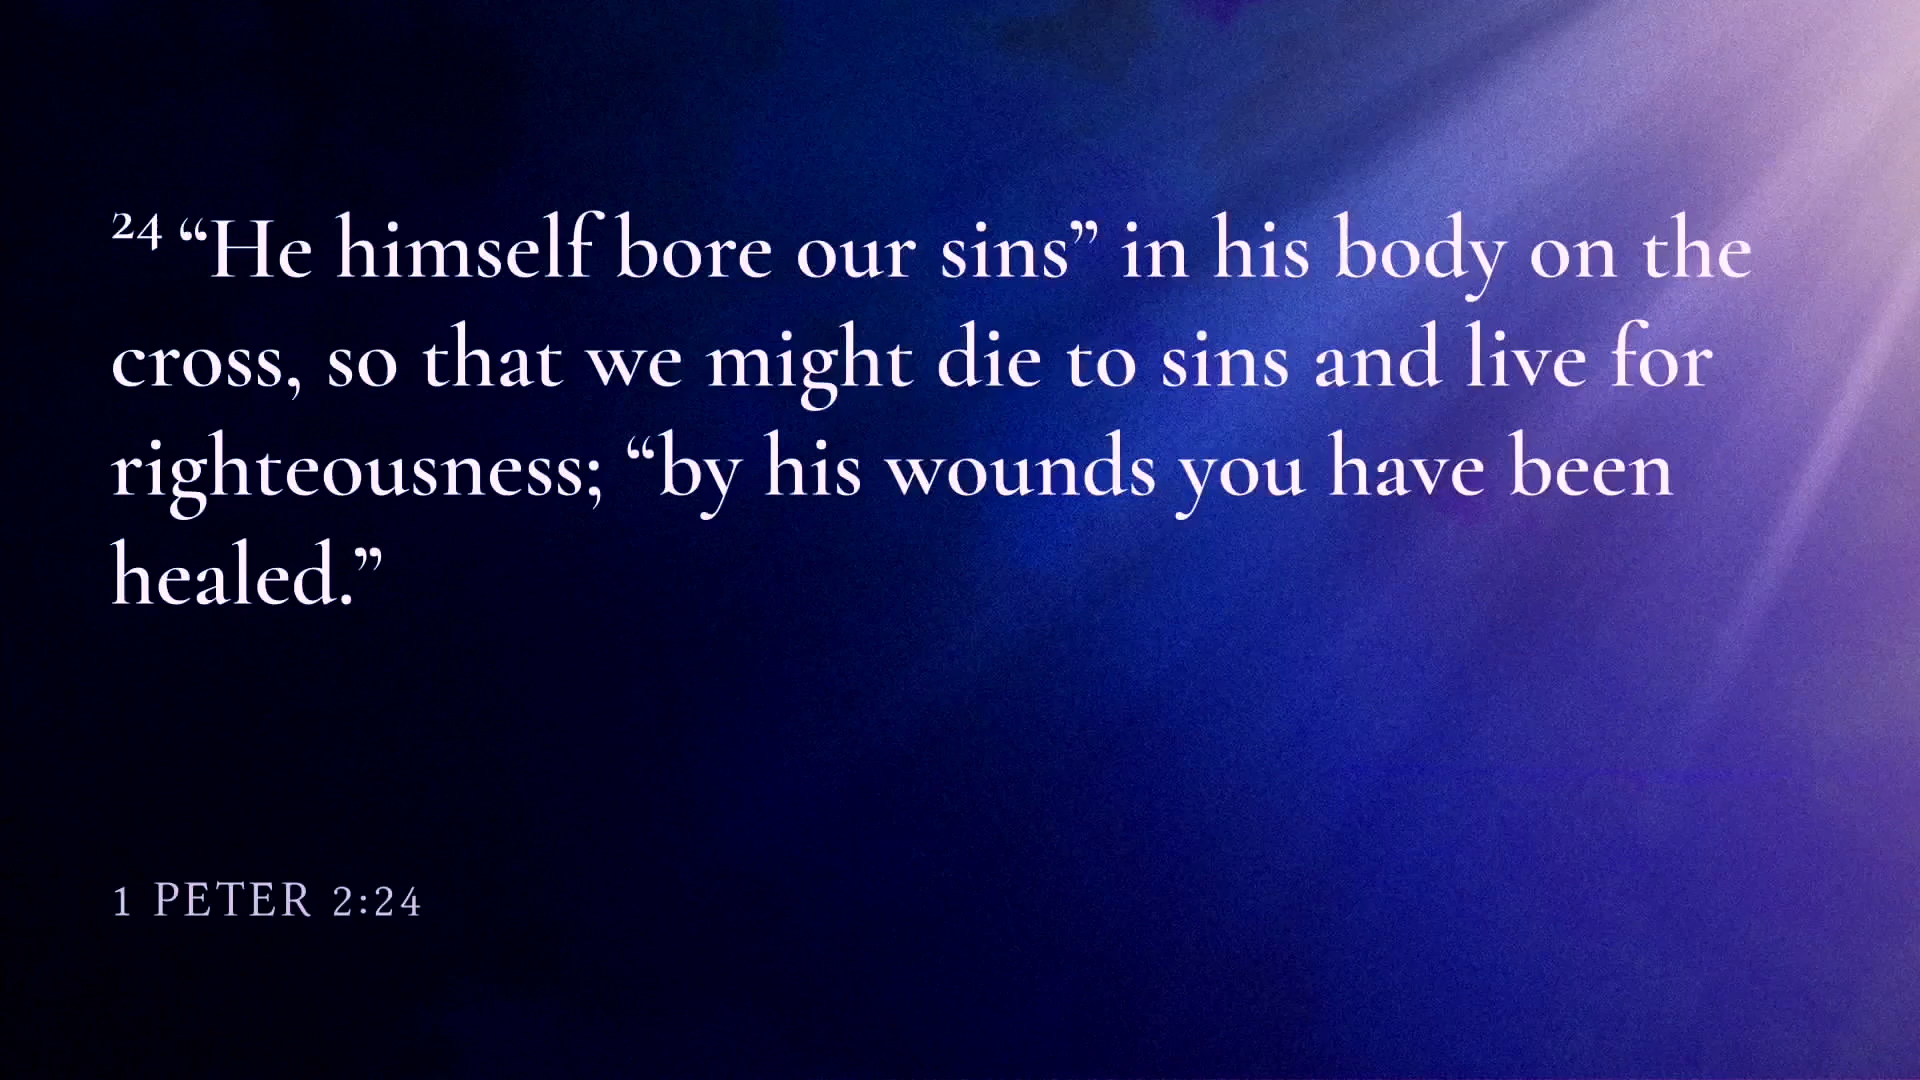 24 “He himself bore our sins” in his body on the
cross, so that we might die to sins and live for
righteousness; “by his wounds you have been
healed.”
1 PETER 2:24